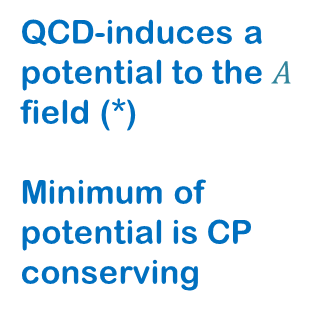 QCD-induces a
potential to the A
field (*)
Minimum of
potential is CP
conserving